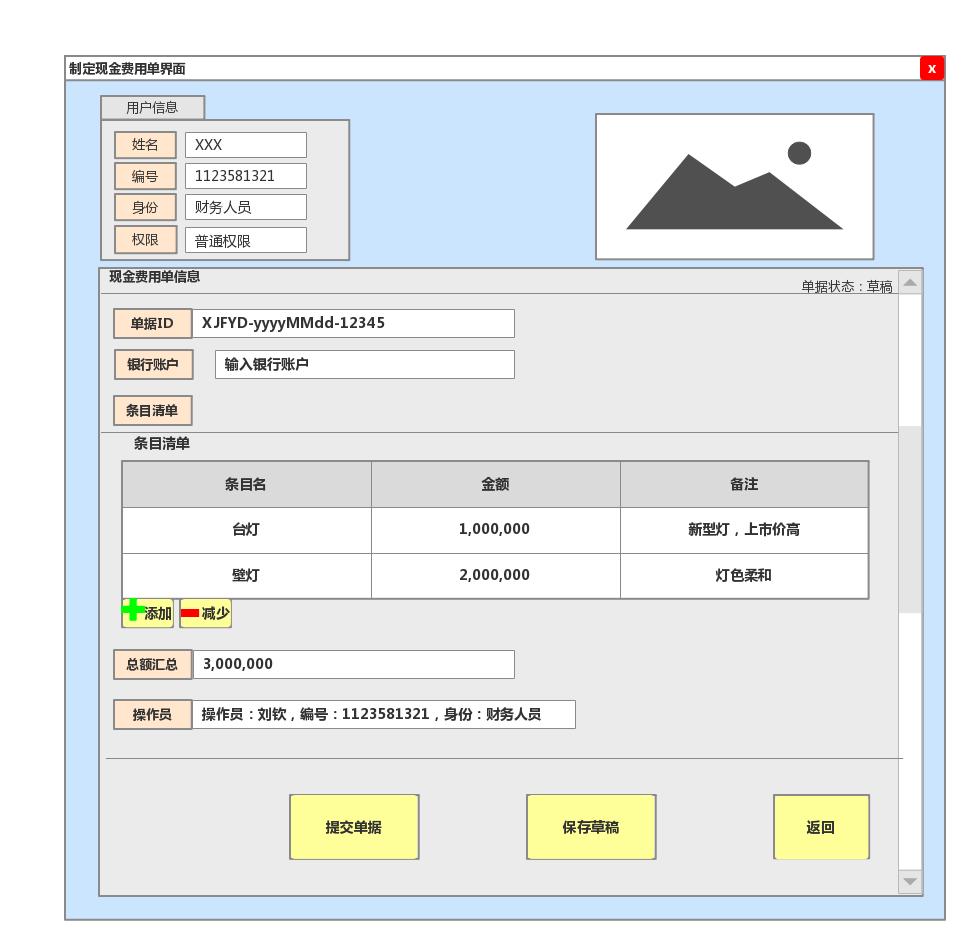 制定现金费用单界面
x
用户信息
姓名 XXX
编号 1123581321
身份 财务人员
权限 普通权限
现金费用单信息
单据状态：草稿
单据ID XJFYD-yyyyMMdd-12345
银行账户 输入银行账户
条目清单
条目清单
条目名 金额 备注
台灯 1,000,000 新型灯，上市价高
壁灯 2,000,000 灯色柔和
添加 减少
总额汇总 3,000,000
操作员 操作员：刘钦，编号：1123581321，身份：财务人员
提交单据 保存草稿 返回